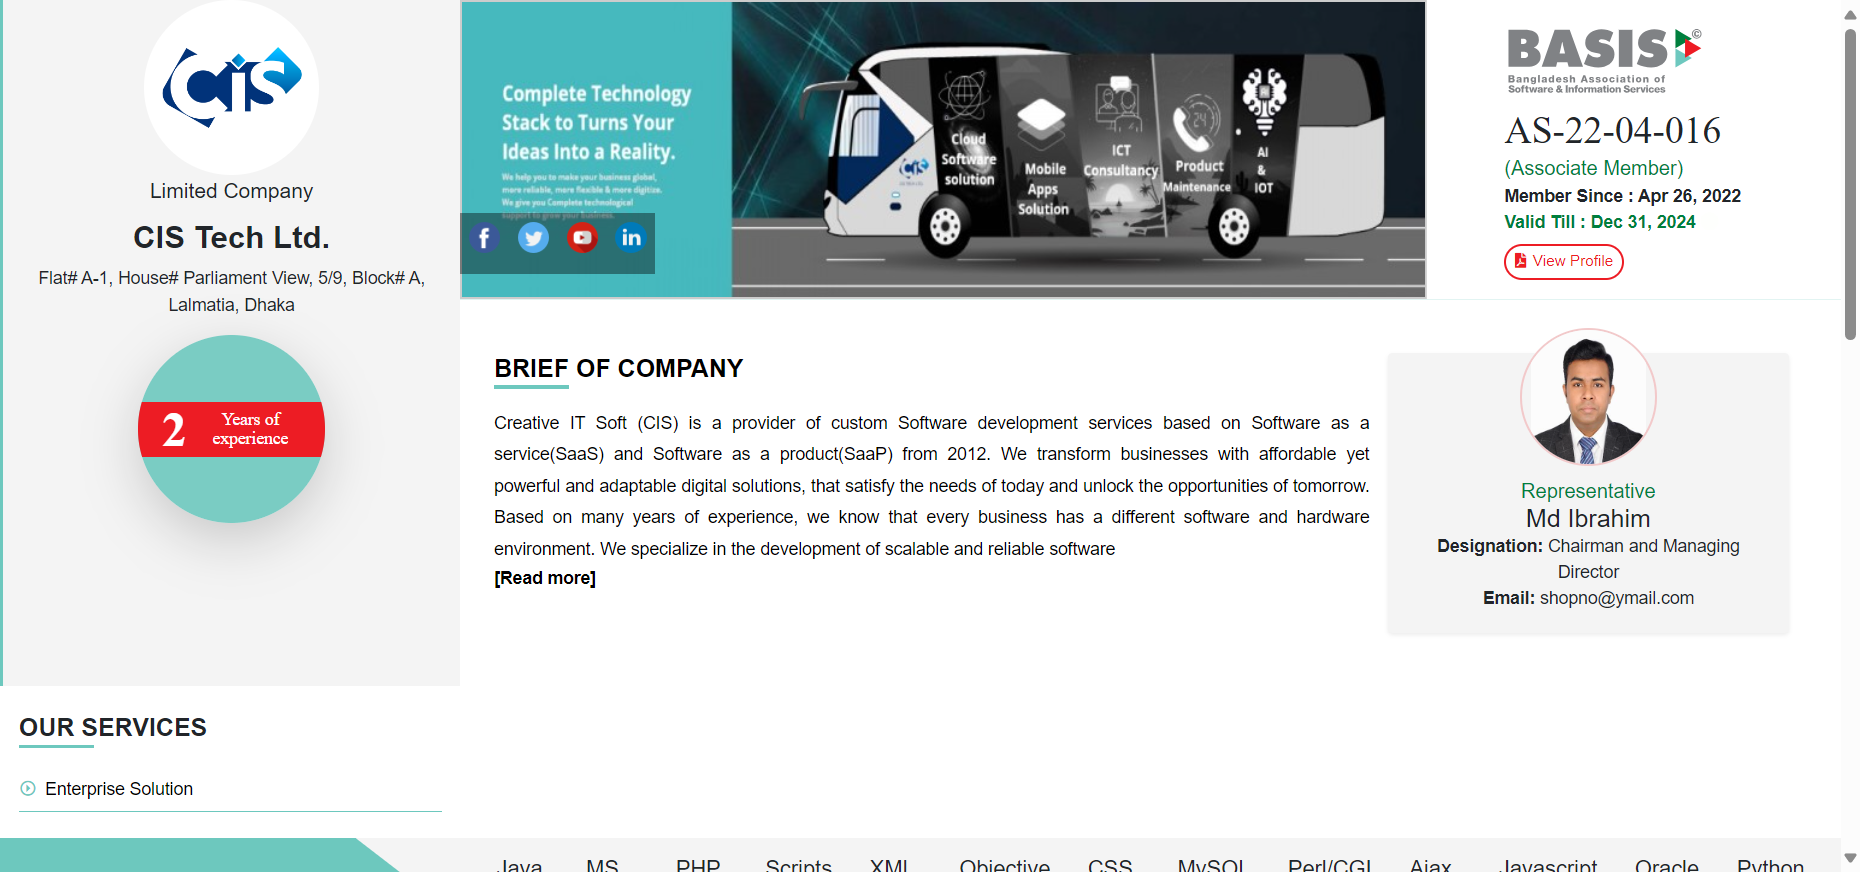 CIS
Limited Company
CIS Tech Ltd.
Flat# A-1, House# Parliament View, 5/9, Block# A,
Lalmatia, Dhaka
2
Years of
experience
OUR SERVICES
Enterprise Solution
Complete Technology
Stack to Turns Your
Ideas Into a Reality.
We help you to make your business global,
more reliable, more flexible & more digitize.
We give you Complete technological
support to grow your business.
f
in
CIS
Cloud
Software
solution
Mobile
Apps
Solution
ICT
Consultancy
24
Product
Maintenance
AI
&
IOT
BASIS ©
Bangladesh Association of
Software & Information Services
AS-22-04-016
(Associate Member)
Member Since : Apr 26, 2022
Valid Till : Dec 31, 2024
View Profile
BRIEF OF COMPANY
Creative IT Soft (CIS) is a provider of custom Software development services based on Software as a
service(SaaS) and Software as a product(SaaP) from 2012. We transform businesses with affordable yet
powerful and adaptable digital solutions, that satisfy the needs of today and unlock the opportunities of tomorrow.
Based on many years of experience, we know that every business has a different software and hardware
environment. We specialize in the development of scalable and reliable software
[Read more]
Representative
Md Ibrahim
Designation: Chairman and Managing
Director
Email: shopno@ymail.com
Java MS PHP Scripts XML Objective CSS MySQL Perl/CGI Ajax Javascript Oracle Python